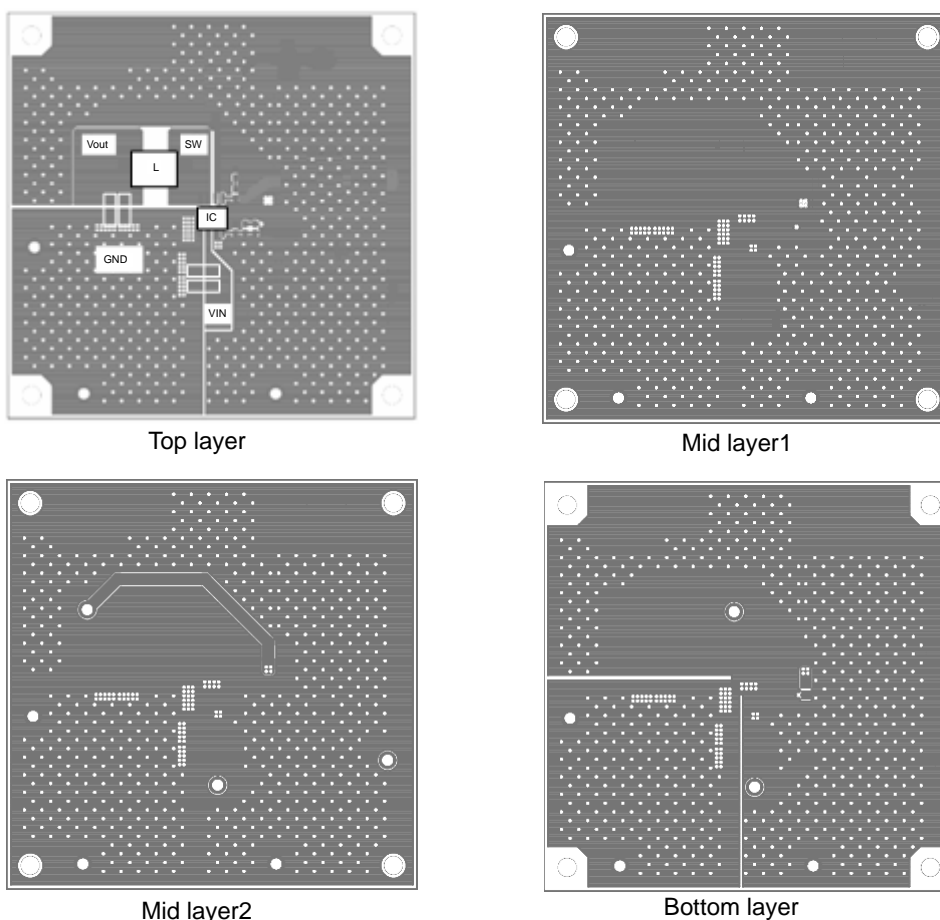 Vout
SW
L
IC
GND
VIN
Top layer
Mid layer1
Mid layer2
Bottom layer